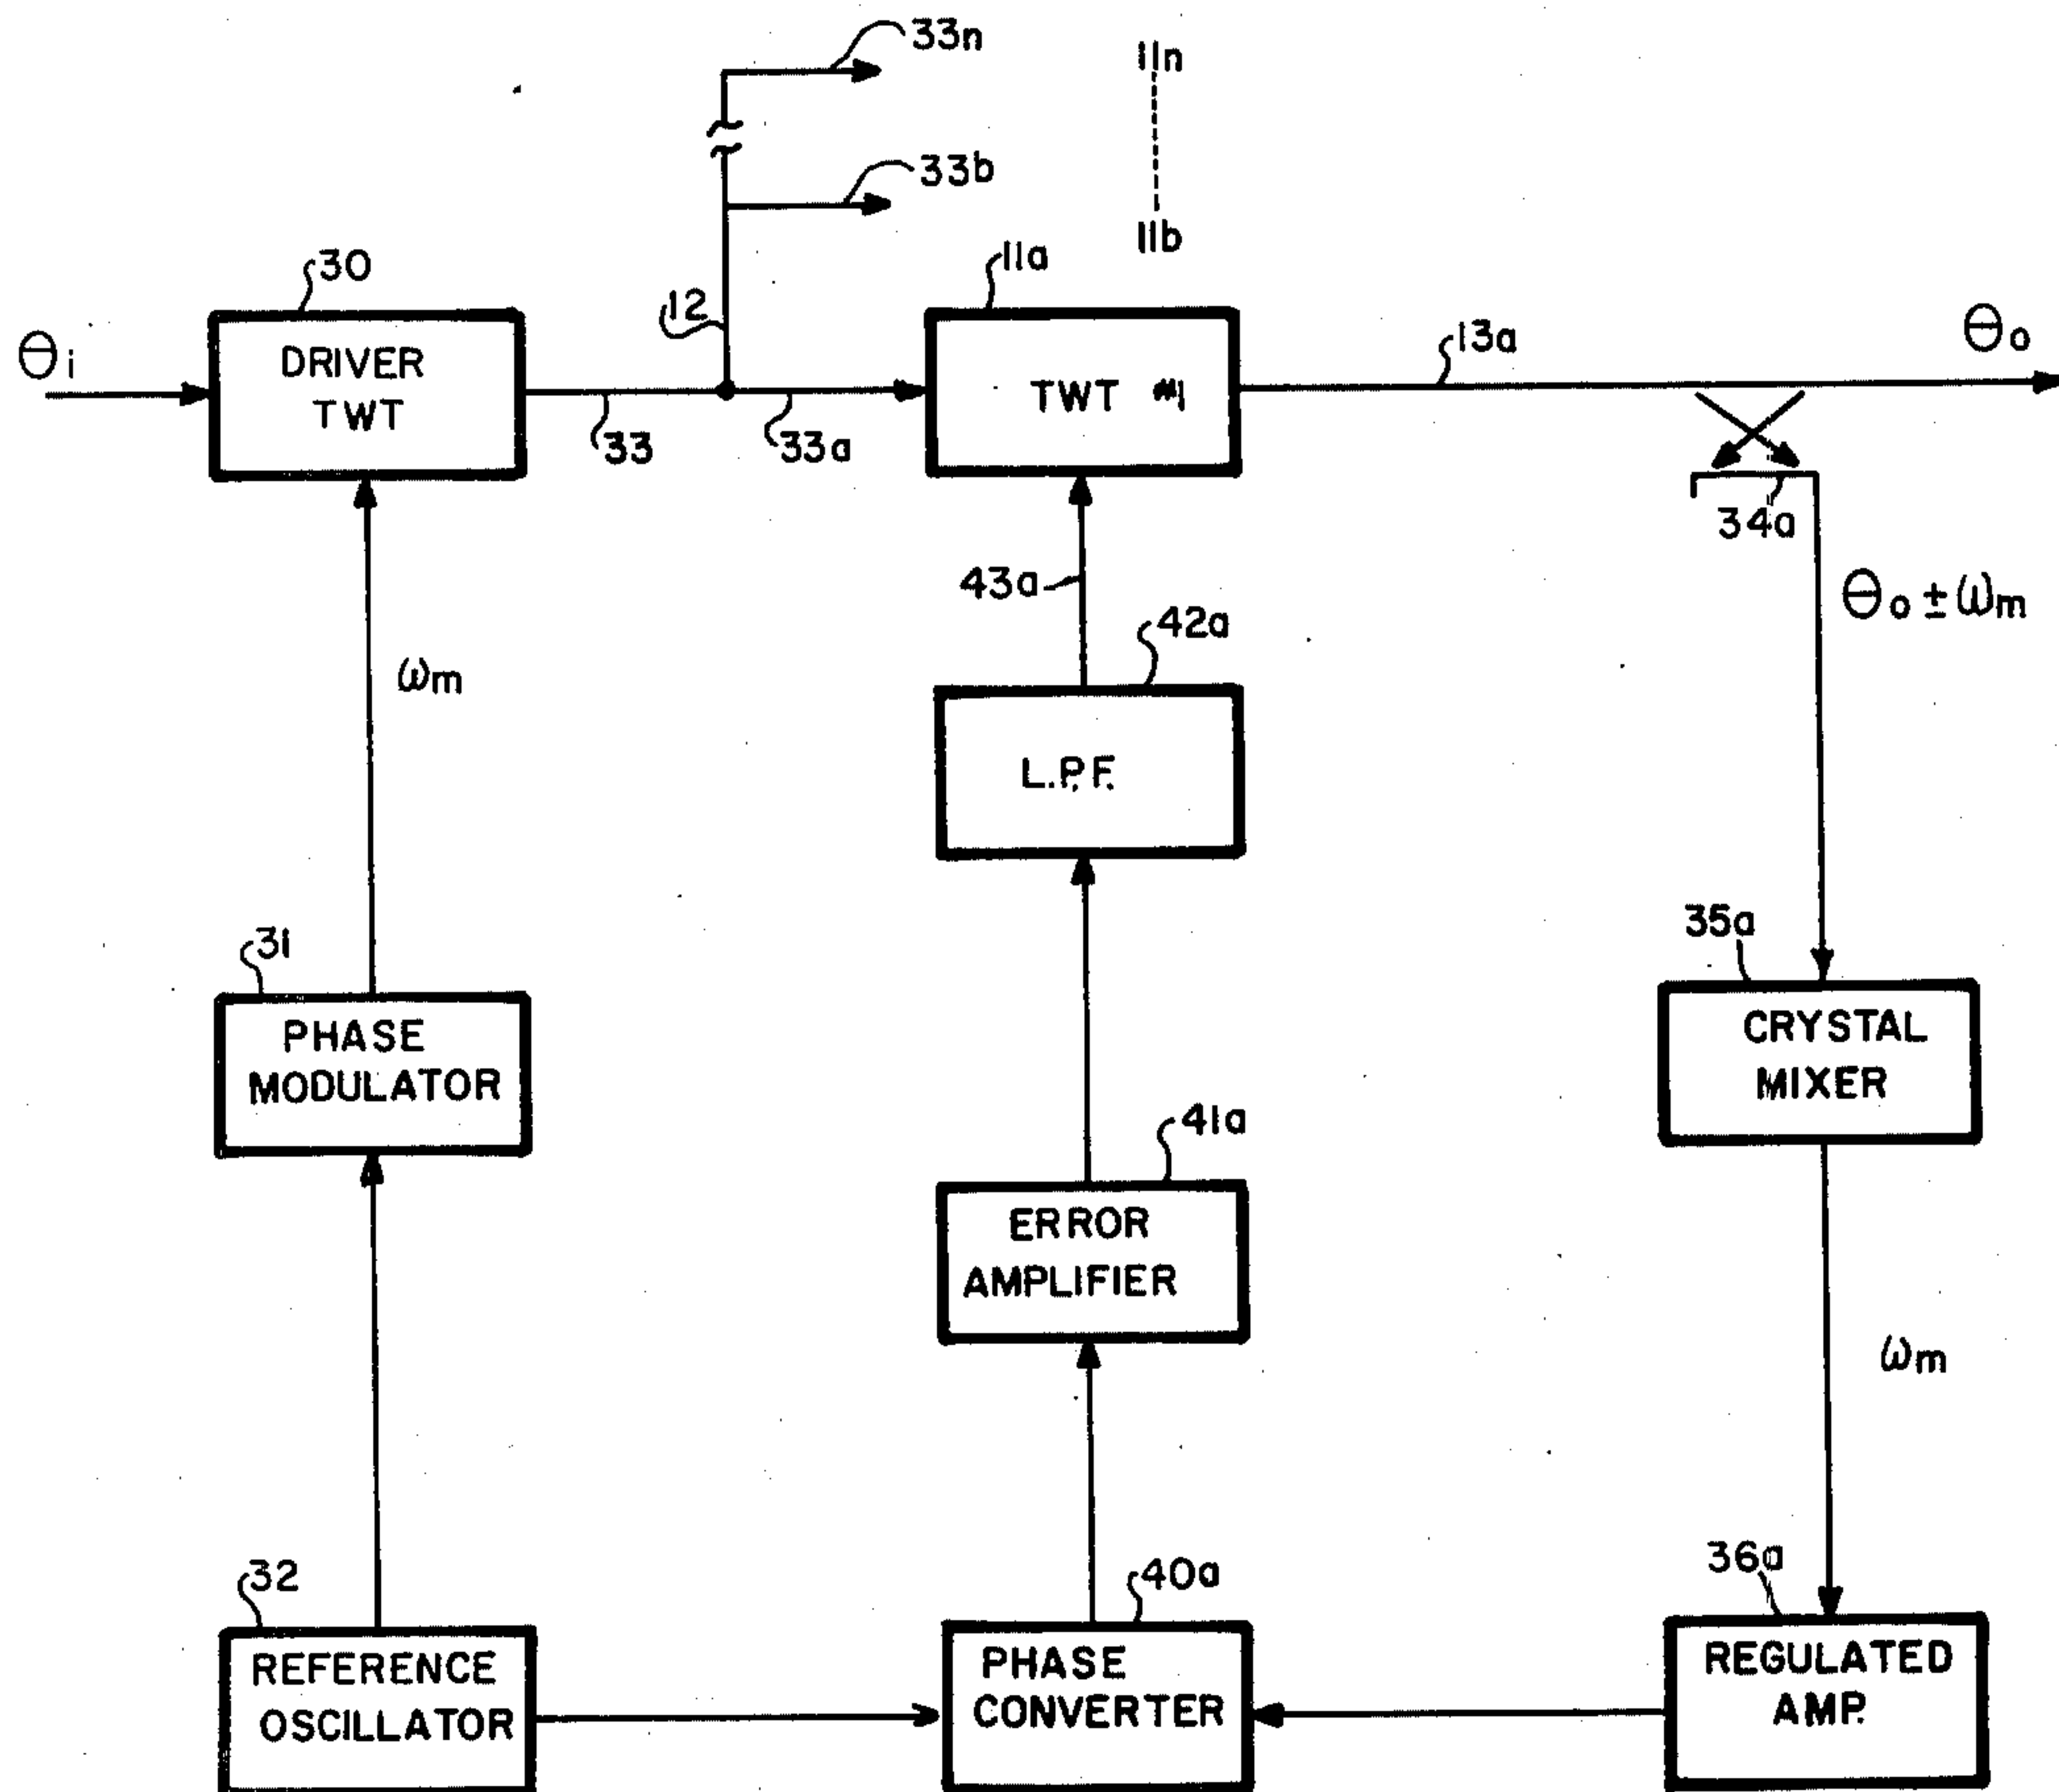 33n
11n
33b
11b
30
12
11a
13a
Θi
DRIVER
TWT
33
33a
TWT #1
Θo
34a
43a
Θo ± ωm
42a
ωm
L.P.F.
31
35a
PHASE
MODULATOR
CRYSTAL
MIXER
41a
ERROR
AMPLIFIER
ωm
32
40a
36a
REFERENCE
OSCILLATOR
PHASE
CONVERTER
REGULATED
AMP.